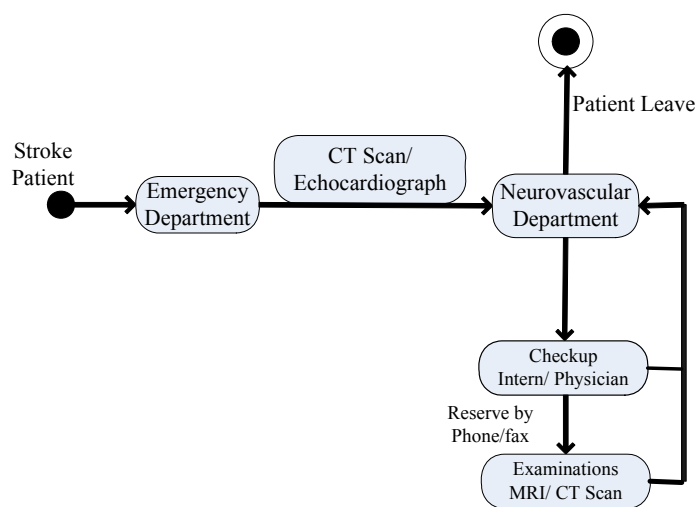 Stroke
Patient
Emergency
Department
CT Scan/
Echocardiograph
Neurovascular
Department
Patient Leave
Checkup
Intern/ Physician
Reserve by
Phone/fax
Examinations
MRI/ CT Scan